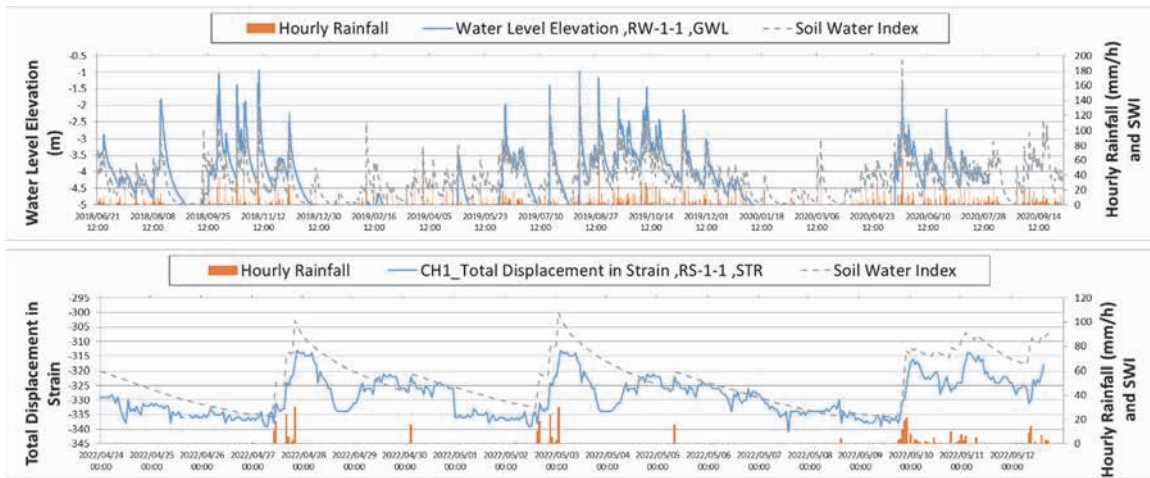 Hourly Rainfall Water Level Elevation ,RW-1-1 ,GWL Soil Water Index
Water Level Elevation
(m)
-0.5
-1
-1.5
-2
-2.5
-3
-3.5
-4
-4.5
-5
200
180
160
140
120
100
80
60
40
20
0
Hourly Rainfall (mm/h)
and SWI
2018/06/21 2018/08/08 2018/09/25 2018/11/12 2018/12/30 2019/02/16 2019/04/05 2019/05/23 2019/07/10 2019/08/27 2019/10/14 2019/12/01 2020/01/18 2020/03/06 2020/04/23 2020/06/10 2020/07/28 2020/09/14
12:00 12:00 12:00 12:00 12:00 12:00 12:00 12:00 12:00 12:00 12:00 12:00 12:00 12:00 12:00 12:00 12:00 12:00
Hourly Rainfall CH1_Total Displacement in Strain ,RS-1-1 ,STR Soil Water Index
Total Displacement in
Strain
-295
-300
-305
-310
-315
-320
-325
-330
-335
-340
-345
120
100
80
60
40
20
0
Hourly Rainfall (mm/h)
and SWI
2022/04/24 2022/04/25 2022/04/26 2022/04/27 2022/04/28 2022/04/29 2022/04/30 2022/05/01 2022/05/02 2022/05/03 2022/05/04 2022/05/05 2022/05/06 2022/05/07 2022/05/08 2022/05/09 2022/05/10 2022/05/11 2022/05/12
00:00 00:00 00:00 00:00 00:00 00:00 00:00 00:00 00:00 00:00 00:00 00:00 00:00 00:00 00:00 00:00 00:00 00:00 00:00